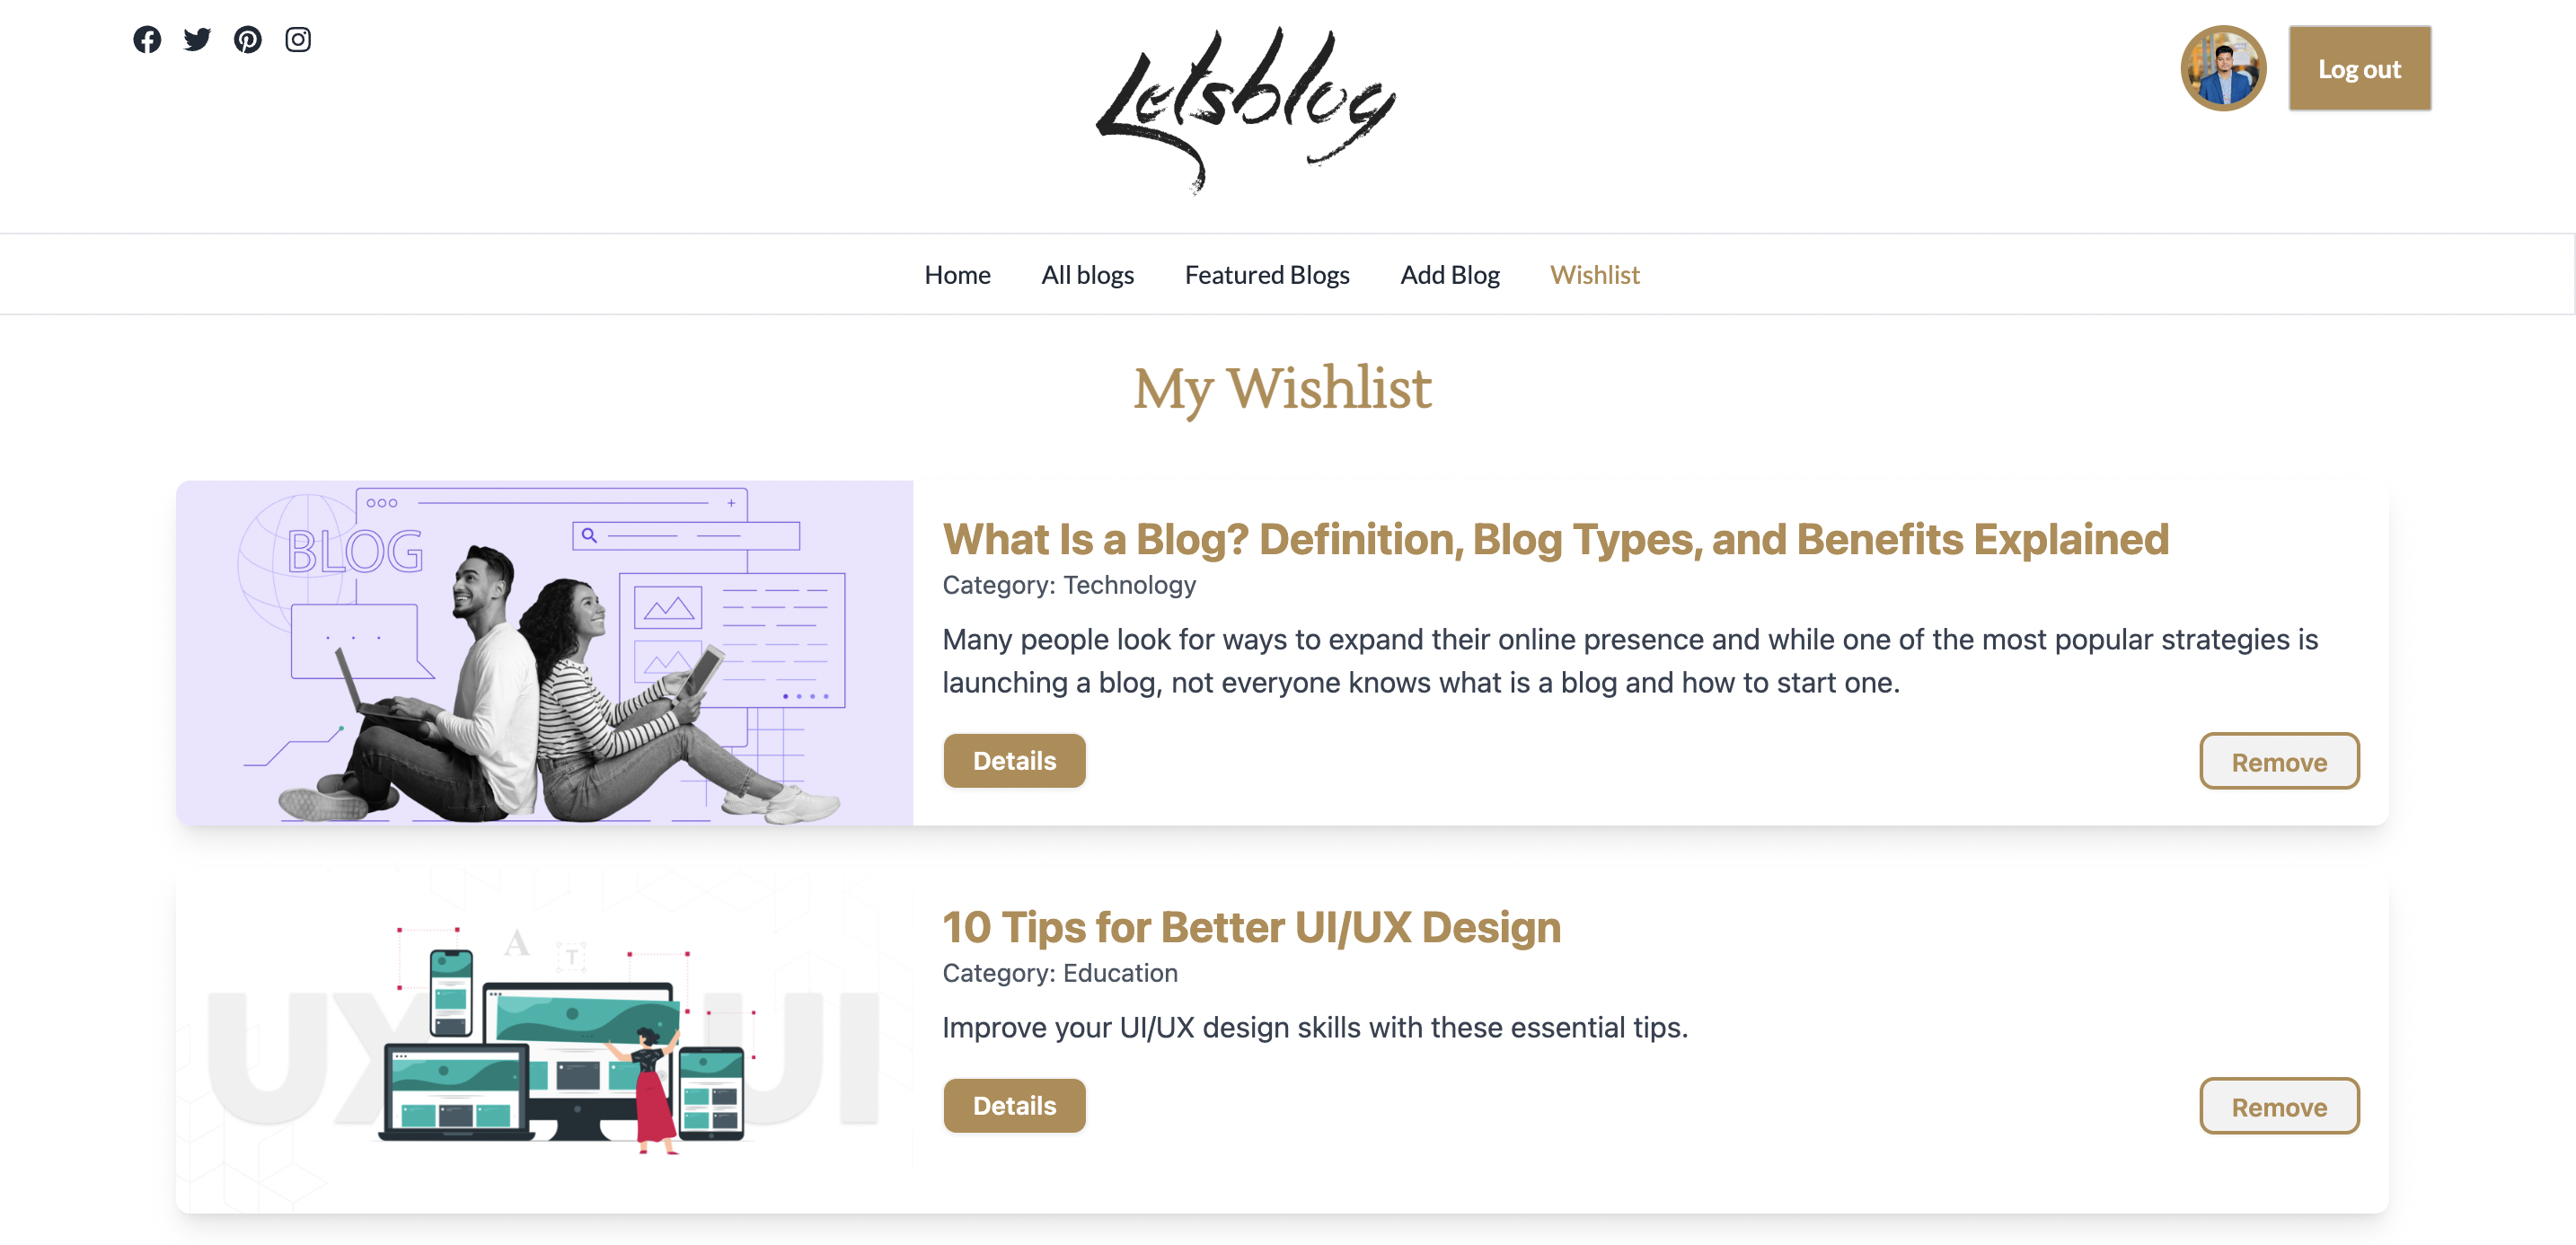 Letsblog
Log out
Home All blogs Featured Blogs Add Blog Wishlist
My Wishlist
BLOG
What Is a Blog? Definition, Blog Types, and Benefits Explained
Category: Technology
Many people look for ways to expand their online presence and while one of the most popular strategies is
launching a blog, not everyone knows what is a blog and how to start one.
Details Remove
A
T
UX UI
10 Tips for Better UI/UX Design
Category: Education
Improve your UI/UX design skills with these essential tips.
Details Remove